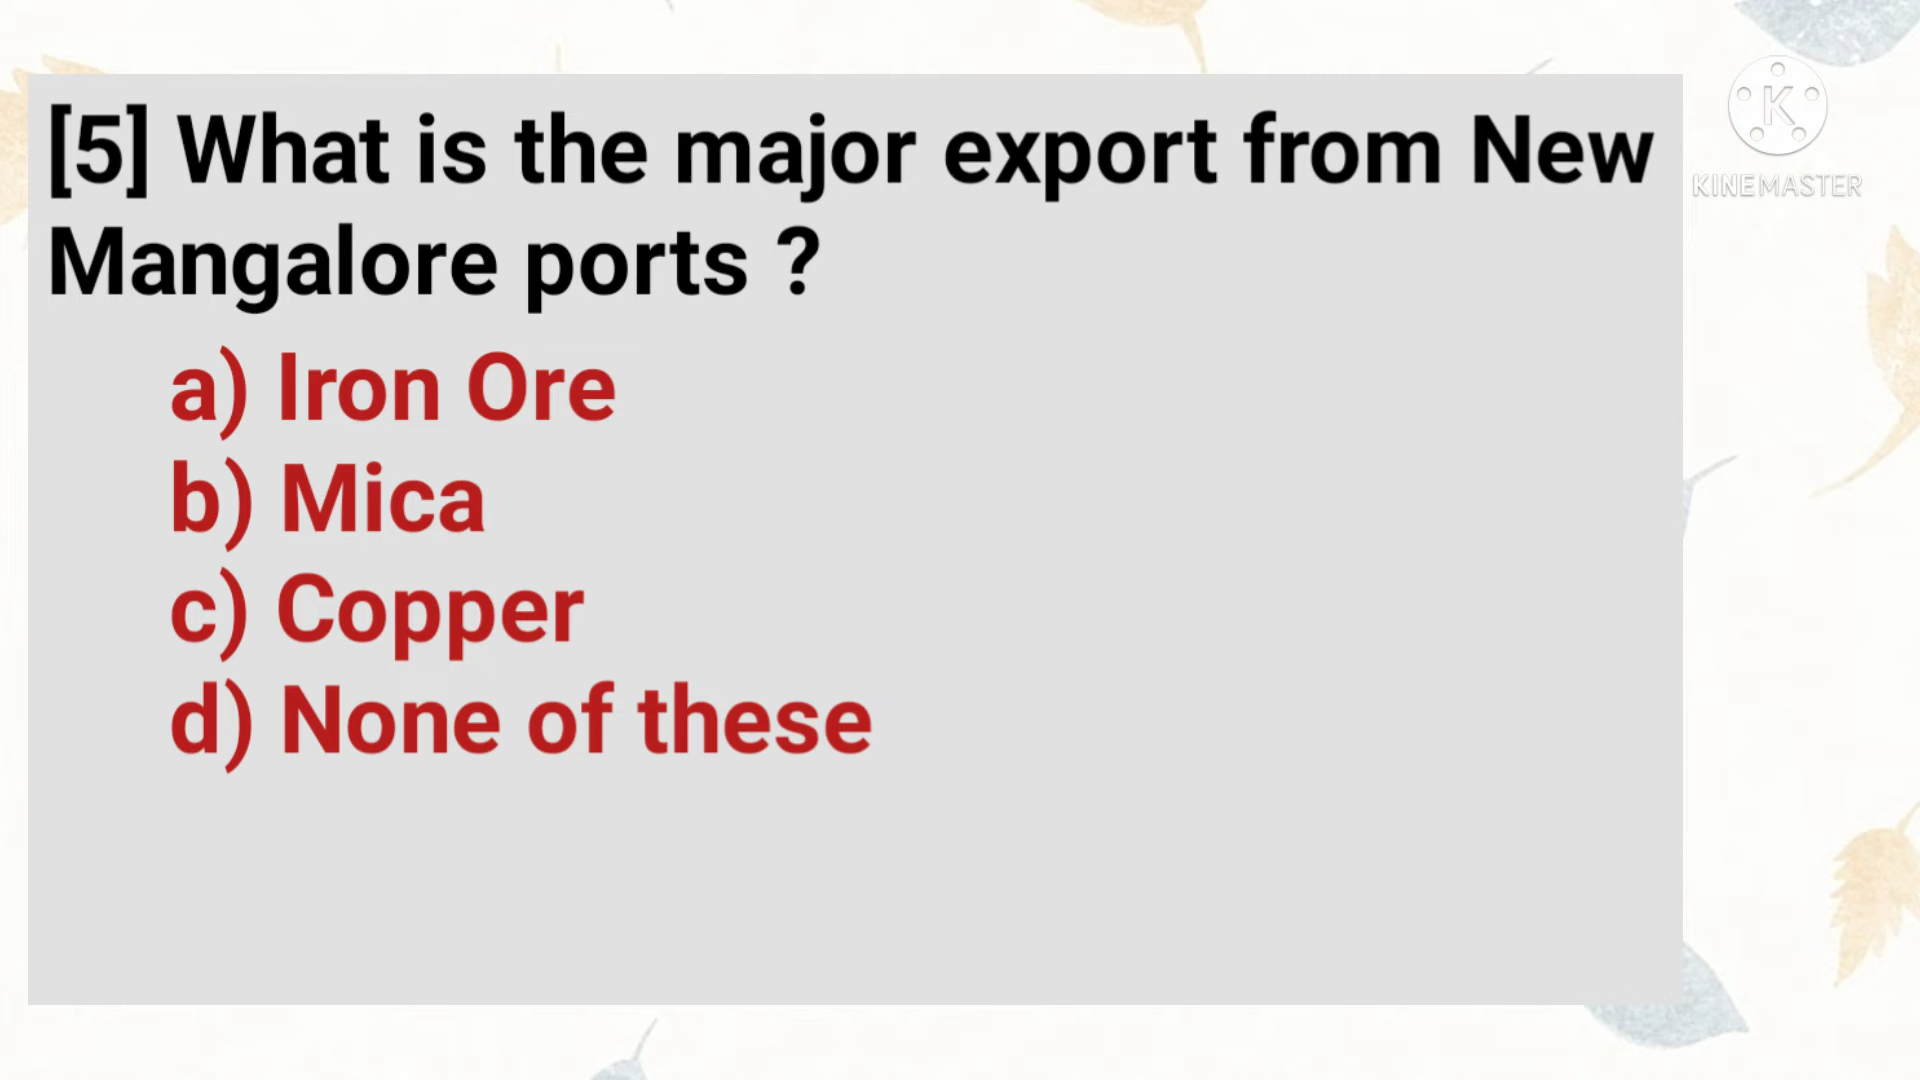 [5] What is the major export from New
Mangalore ports ?
a) Iron Ore
b) Mica
c) Copper
d) None of these
K
KINEMASTER